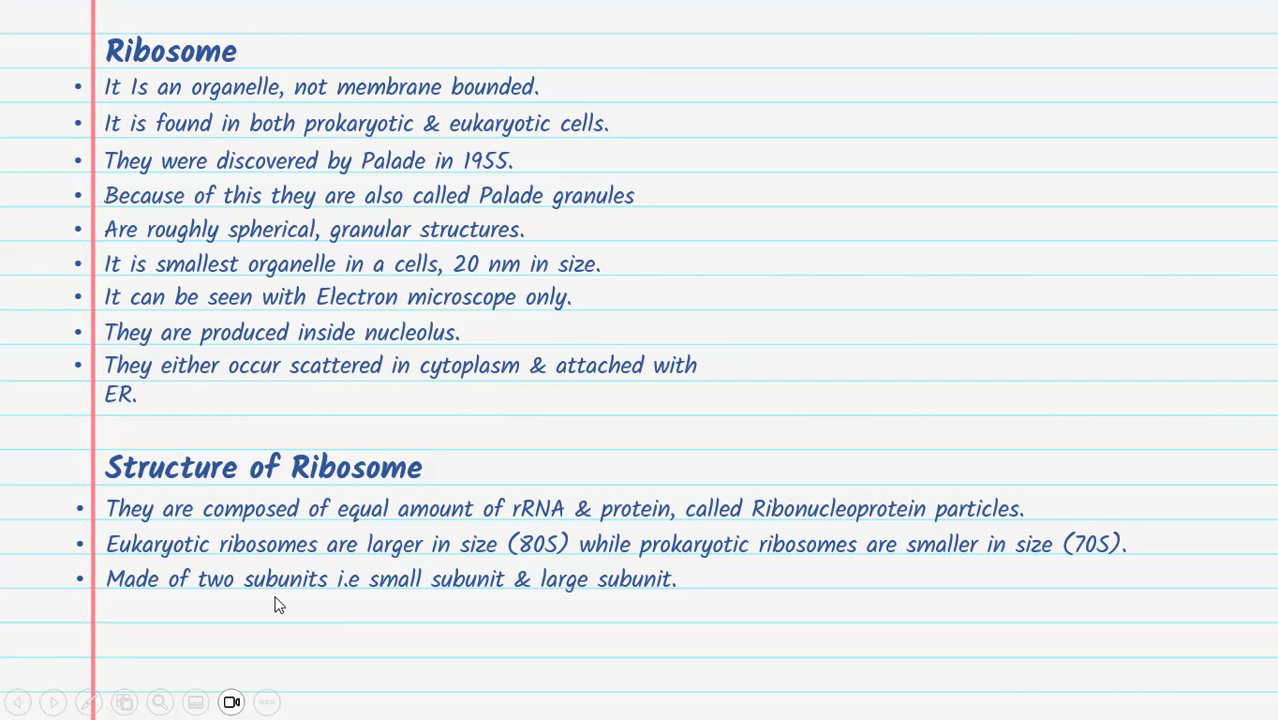 Ribosome
• It Is an organelle, not membrane bounded.
• It is found in both prokaryotic & eukaryotic cells.
• They were discovered by Palade in 1955.
• Because of this they are also called Palade granules
• Are roughly spherical, granular structures.
• It is smallest organelle in a cells, 20 nm in size.
• It can be seen with Electron microscope only.
• They are produced inside nucleolus.
• They either occur scattered in cytoplasm & attached with
ER.
Structure of Ribosome
• They are composed of equal amount of rRNA & protein, called Ribonucleoprotein particles.
• Eukaryotic ribosomes are larger in size (80S) while prokaryotic ribosomes are smaller in size (70S).
• Made of two subunits i.e small subunit & large subunit.